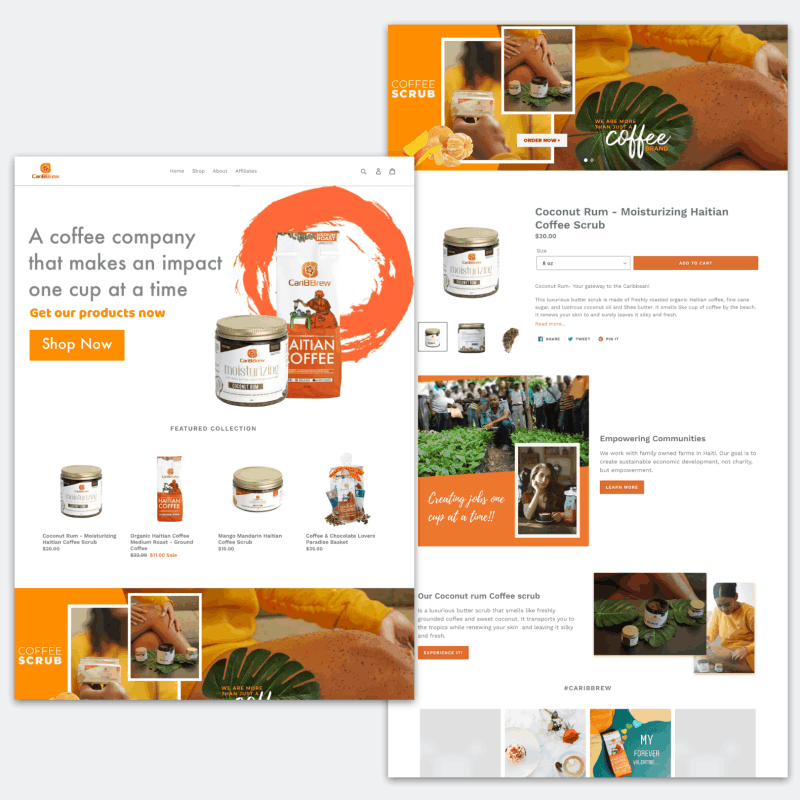 CariBBrew
Home Shop About Affiliates
A coffee company
that makes an impact
one cup at a time
Get our products now
Shop Now
MEDIUM
ROAST
CariBBrew
HAITIAN
COFFEE
CariBBrew
moisturizing
COCONUT RUM
FEATURED COLLECTION
moisturizing
HAITIAN
COFFEE
Coconut Rum - Moisturizing
Haitian Coffee Scrub
$20.00
Organic Haitian Coffee
Medium Roast - Ground
Coffee
$11.00 Sale
Mango Mandarin Haitian
Coffee Scrub
Coffee & Chocolate Lovers
Paradise Basket
COFFEE
SCRUB
WE ARE MORE
THAN JUST A
COFFEE
SCRUB
WE ARE MORE
THAN JUST A
coffee
BRAND
ORDER NOW
Coconut Rum - Moisturizing Haitian
Coffee Scrub
$20.00
moisturizing
Size
8 oz
ADD TO CART
Coconut Rum- Your gateway to the Caribbean!
This luxurious butter scrub is made of freshly roasted organic Haitian coffee, fine cane
sugar, and lustrous coconut oil and Shea butter. It smells like cup of coffee by the beach.
It renews your skin to and surely leaves it silky and fresh.
Read more...
SHARE TWEET PIN IT
Creating jobs one
cup at a time!!
Empowering Communities
We work with family owned farms in Haiti. Our goal is to
create sustainable economic development, not charity,
but empowerment.
LEARN MORE
Our Coconut rum Coffee scrub
Is a luxurious butter scrub that smells like freshly
grounded coffee and sweet coconut, it transports you to
the tropics while renewing your skin and leaving it silky
and fresh.
EXPERIENCE IT!
#CARIBBREW
MY
FOREVER
VALENTINE...